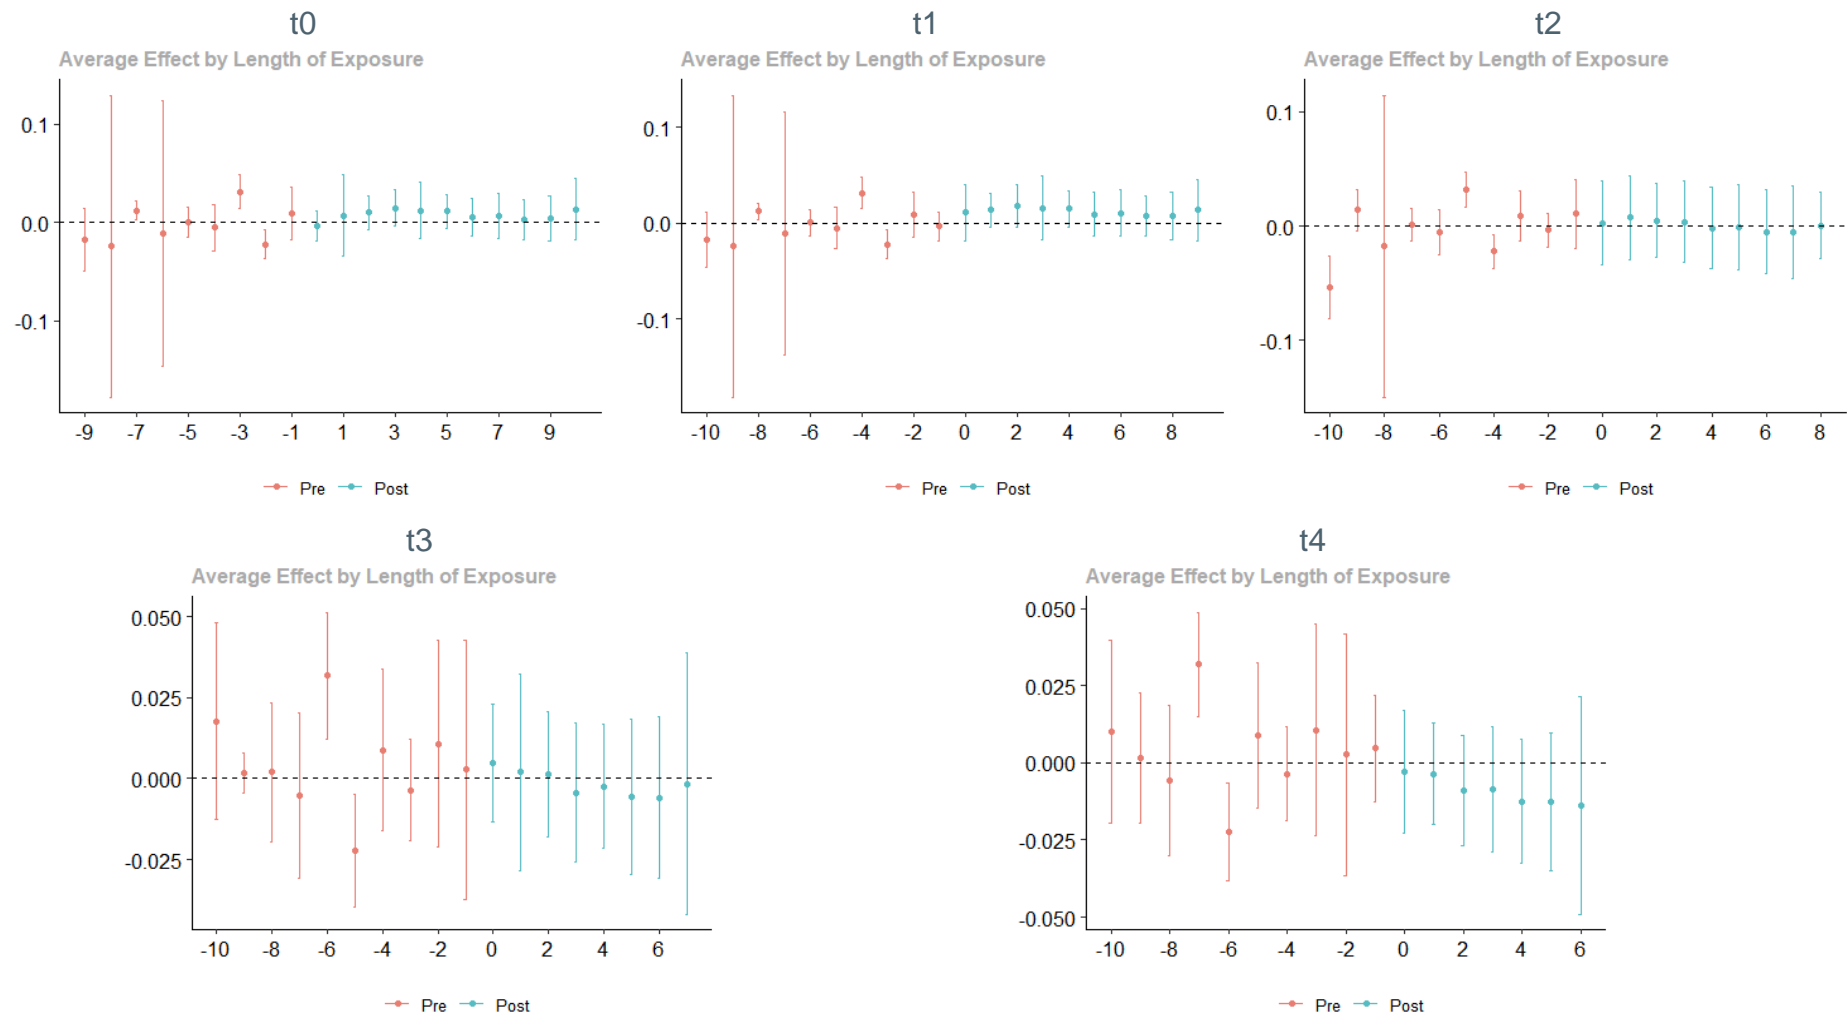 t0
Average Effect by Length of Exposure
0.1
0.0
-0.1
-9 -7 -5 -3 -1 1 3 5 7 9
Pre Post
t1
Average Effect by Length of Exposure
0.1
0.0
-0.1
-10 -8 -6 -4 -2 0 2 4 6 8
Pre Post
t2
Average Effect by Length of Exposure
0.1
0.0
-0.1
-10 -8 -6 -4 -2 0 2 4 6 8
Pre Post
t3
Average Effect by Length of Exposure
0.050
0.025
0.000
-0.025
-10 -8 -6 -4 -2 0 2 4 6
Pre Post
t4
Average Effect by Length of Exposure
0.050
0.025
0.000
-0.025
-0.050
-10 -8 -6 -4 -2 0 2 4 6
Pre Post